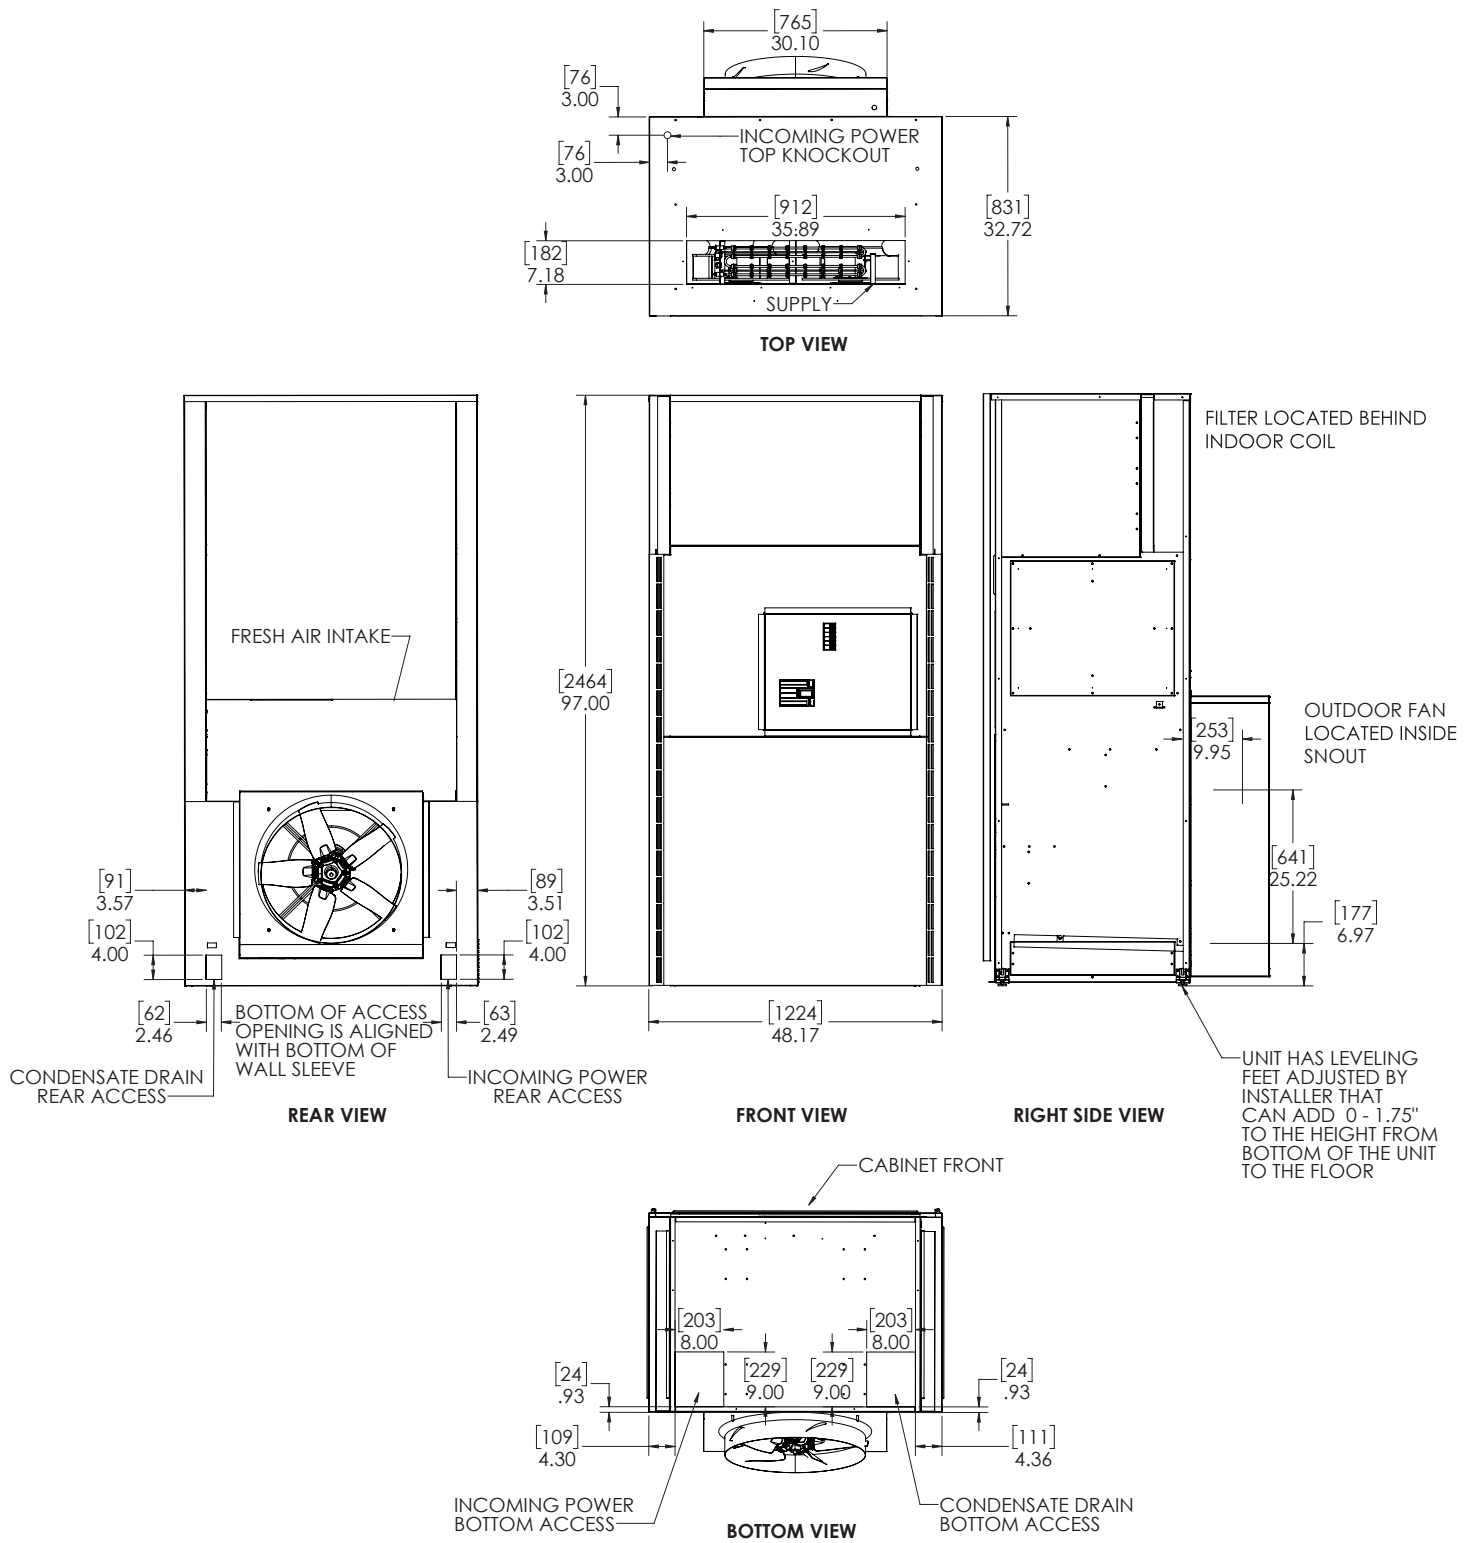 [765]
30.10
[76]
3.00
INCOMING POWER
TOP KNOCKOUT
[76]
3.00
[912]
35.89
[831]
32.72
[182]
7.18
SUPPLY
TOP VIEW
FILTER LOCATED BEHIND
INDOOR COIL
FRESH AIR INTAKE
[2464]
97.00
OUTDOOR FAN
LOCATED INSIDE
SNOUT
[253]
9.95
[641]
25.22
[91]
3.57
[89]
3.51
[177]
6.97
[102]
4.00
[102]
4.00
[62]
2.46
BOTTOM OF ACCESS
OPENING IS ALIGNED
WITH BOTTOM OF
WALL SLEEVE
[63]
2.49
[1224]
48.17
CONDENSATE DRAIN
REAR ACCESS
INCOMING POWER
REAR ACCESS
UNIT HAS LEVELING
FEET ADJUSTED BY
INSTALLER THAT
CAN ADD 0 - 1.75"
TO THE HEIGHT FROM
BOTTOM OF THE UNIT
TO THE FLOOR
REAR VIEW
FRONT VIEW
RIGHT SIDE VIEW
CABINET FRONT
[203]
8.00
[203]
8.00
[24]
.93
[229]
9.00
[229]
9.00
[24]
.93
[109]
4.30
[111]
4.36
INCOMING POWER
BOTTOM ACCESS
CONDENSATE DRAIN
BOTTOM ACCESS
BOTTOM VIEW